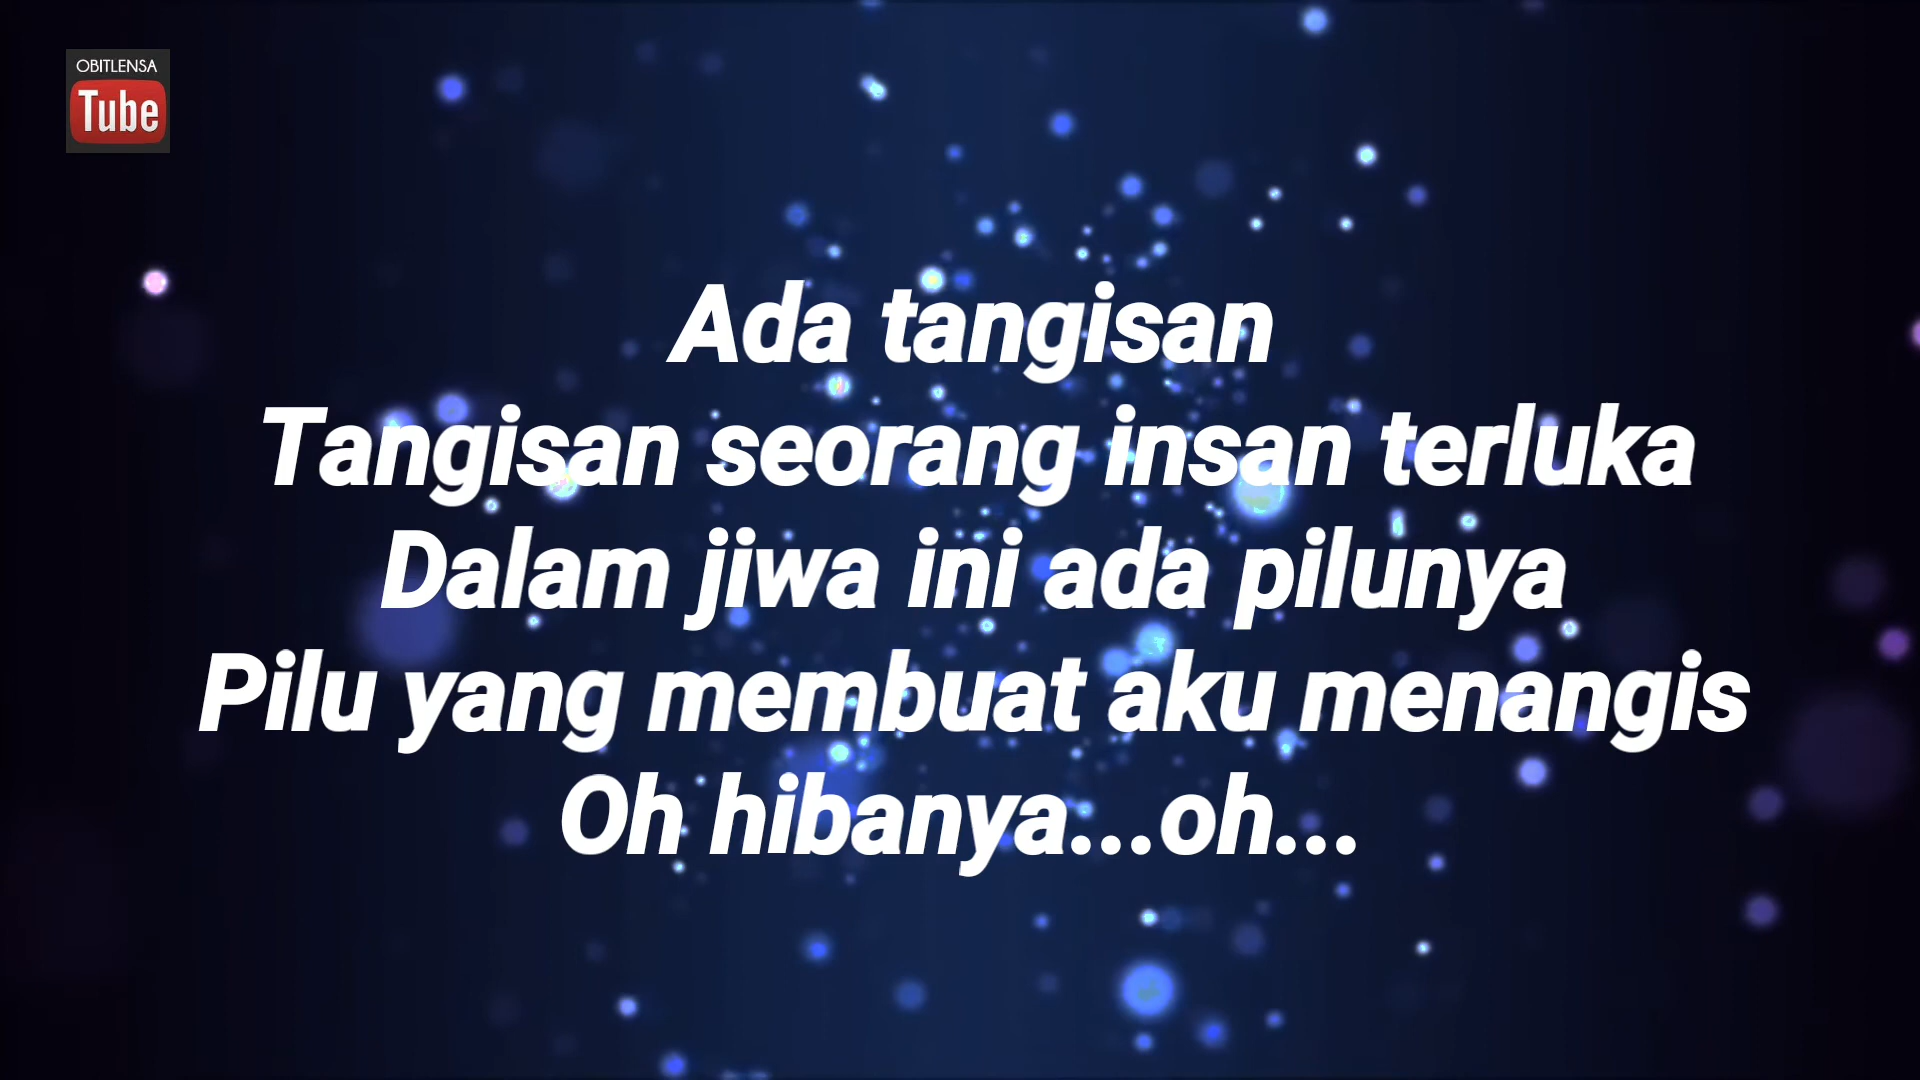 OBITLENSA
Tube
Ada tangisan
Tangisan seorang insan terluka
Dalam jiwa ini ada pilunya
Pilu yang membuat aku menangis
Oh hibanya...oh...